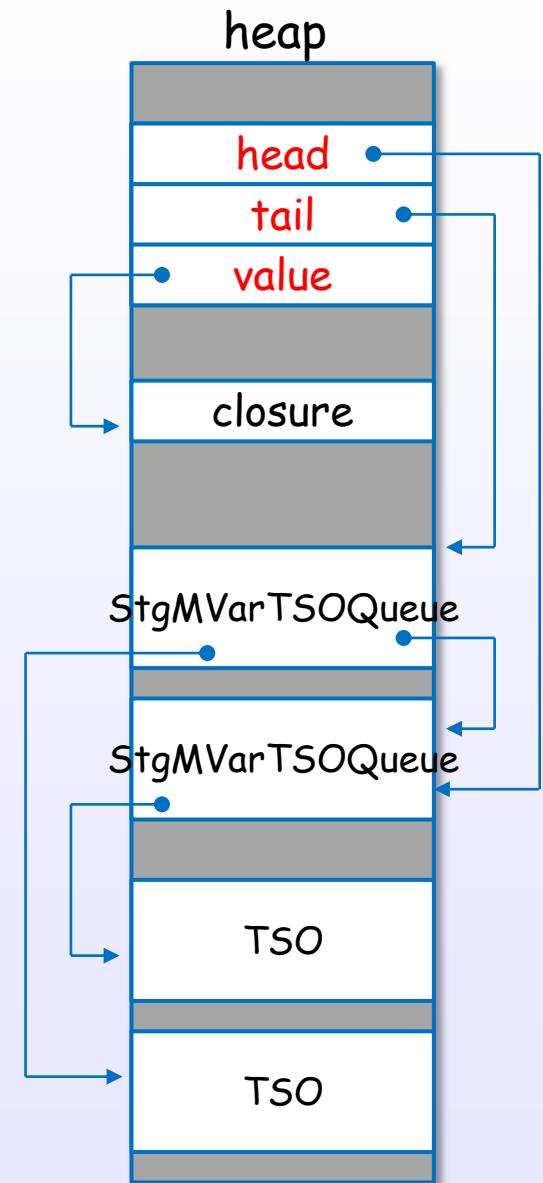 heap
head
tail
value
closure
StgMVarTSOQueue
StgMVarTSOQueue
TSO
TSO